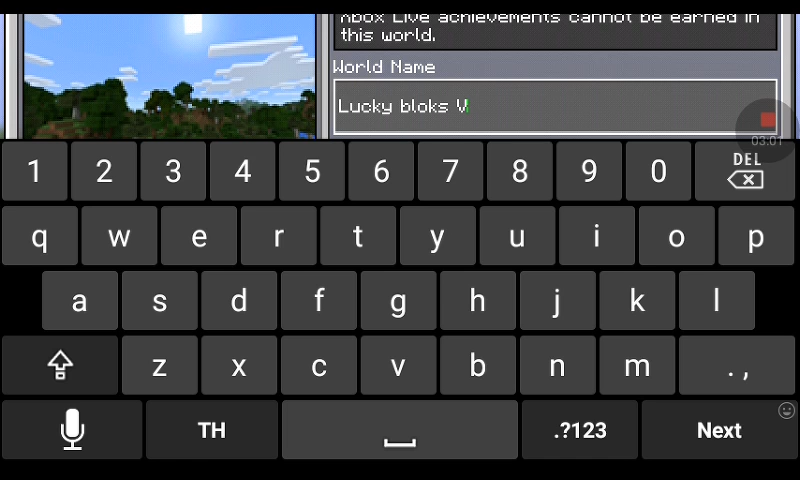 Xbox Live achievements cannot be earned in
this world.
World Name
Lucky bloks V
03:01
1 2 3 4 5 6 7 8 9 0 DEL
q w e r t y u i o p
a s d f g h j k l
z x c v b n m . ,
TH .?123 Next